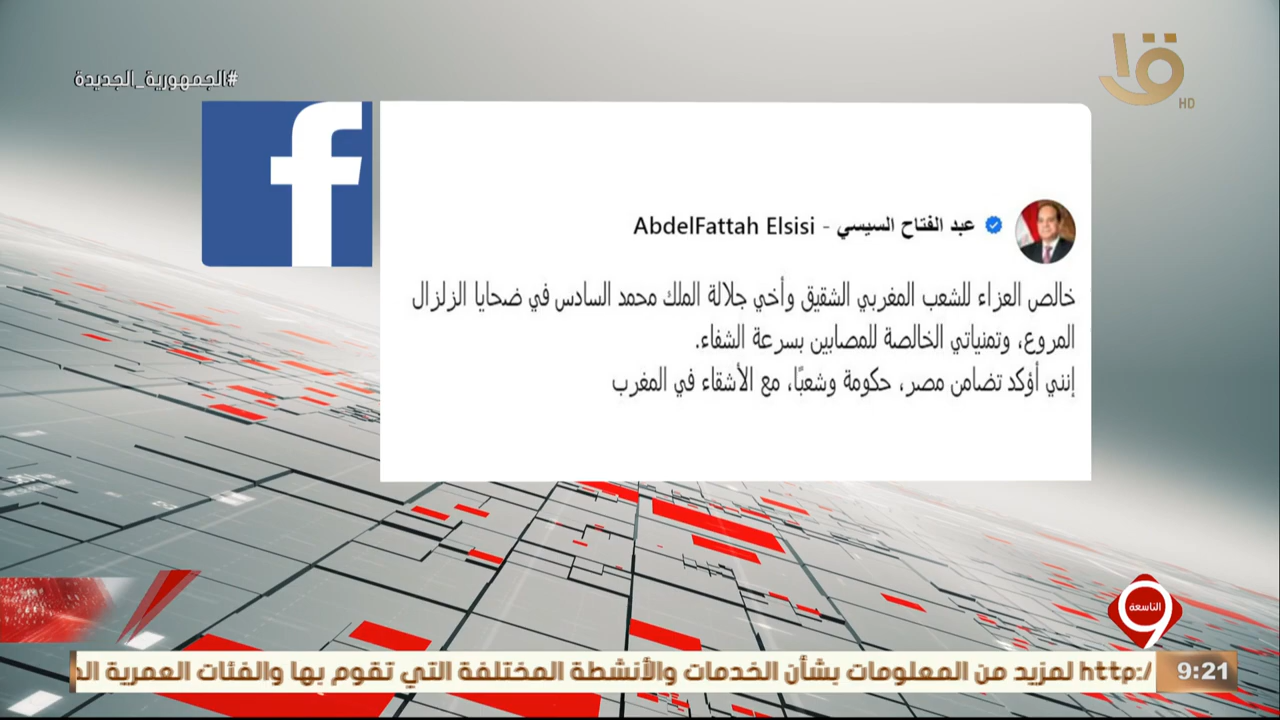 #الجمهورية_الجديدة
HD
عبد الفتاح السيسي - AbdelFattah Elsisi
خالص العزاء للشعب المغربي الشقيق وأخي جلالة الملك محمد السادس في ضحايا الزلزال
المروع، وتمنياتي الخالصة للمصابين بسرعة الشفاء.
إنني أؤكد تضامن مصر، حكومة وشعبًا، مع الأشقاء في المغرب
التاسعة
9
9:21
http:/ لمزيد من المعلومات بشأن الخدمات والأنشطة المختلفة التي تقوم بها والفئات العمرية